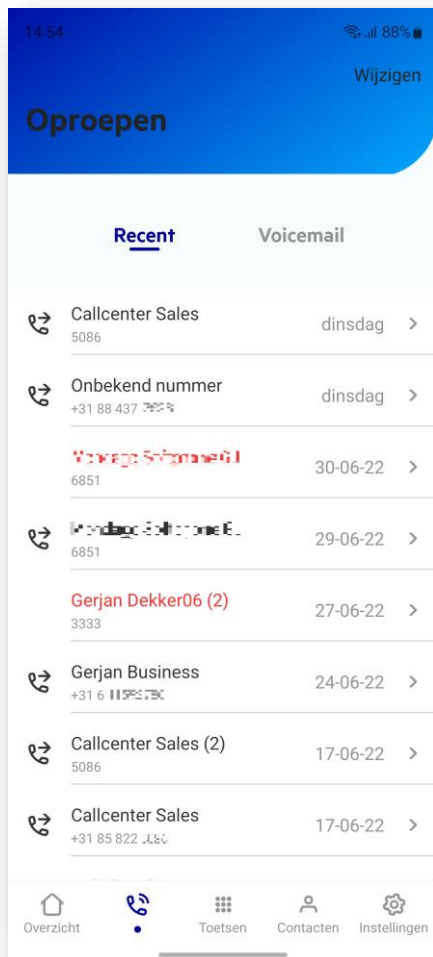 14:54 88%
Wijzigen
Oproepen
Recent Voicemail
Callcenter Sales
5086
dinsdag
Onbekend nummer
+31 88 437
dinsdag
6851
30-06-22
6851
29-06-22
Gerjan Dekker06 (2)
3333
27-06-22
Gerjan Business
+31 6
24-06-22
Callcenter Sales (2)
5086
17-06-22
Callcenter Sales
+31 85 822
17-06-22
Overzicht Toetsen Contacten Instellingen